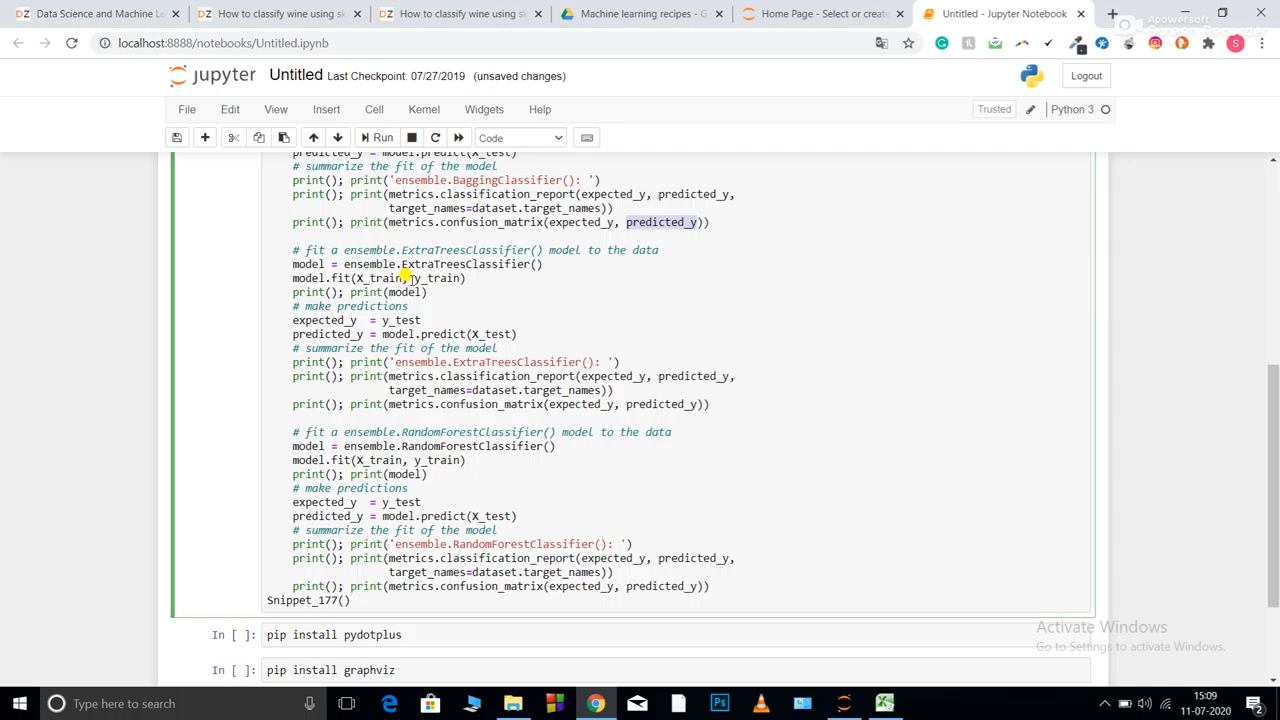 Data Science and Machine Le
How to classify wine using sk
How to classify wine using sk
Machine learning recipes - G
Home Page - Select or create
Untitled - Jupyter Notebook
Apowersoft
Screen Recorder
localhost:8888/notebooks/Untitled.ipynb
S
jupyter Untitled Last Checkpoint: 07/27/2019 (unsaved changes)
Logout
File Edit View Insert Cell Kernel Widgets Help
Trusted
Python 3
Run
Code
predicted_y = model.predict(X_test)
# summarize the fit of the model
print(); print('ensemble.BaggingClassifier(): ')
print(); print(metrics.classification_report(expected_y, predicted_y,
target_names=dataset.target_names))
print(); print(metrics.confusion_matrix(expected_y, predicted_y))
# fit a ensemble.ExtraTreesClassifier() model to the data
model = ensemble.ExtraTreesClassifier()
model.fit(X_train, y_train)
print(); print(model)
# make predictions
expected_y  = y_test
predicted_y = model.predict(X_test)
# summarize the fit of the model
print(); print('ensemble.ExtraTreesClassifier(): ')
print(); print(metrics.classification_report(expected_y, predicted_y,
target_names=dataset.target_names))
print(); print(metrics.confusion_matrix(expected_y, predicted_y))
# fit a ensemble.RandomForestClassifier() model to the data
model = ensemble.RandomForestClassifier()
model.fit(X_train, y_train)
print(); print(model)
# make predictions
expected_y  = y_test
predicted_y = model.predict(X_test)
# summarize the fit of the model
print(); print('ensemble.RandomForestClassifier(): ')
print(); print(metrics.classification_report(expected_y, predicted_y,
target_names=dataset.target_names))
print(); print(metrics.confusion_matrix(expected_y, predicted_y))
Snippet_177()
In [ ]: pip install pydotplus
In [ ]: pip install graphviz
Activate Windows
Go to Settings to activate Windows.
Type here to search
Ps
15:09
11-07-2020
2